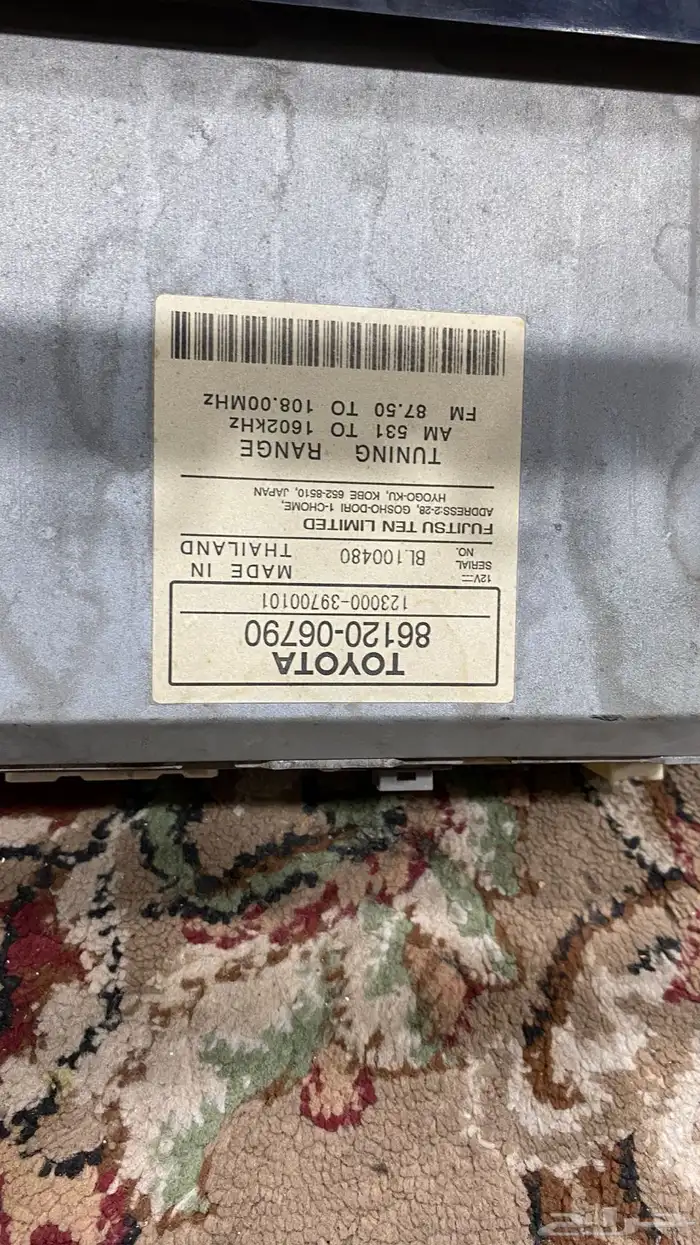 TOYOTA
86120-06790
123000-39700101
12V⎓ SERIAL NO. BL100480 MADE IN THAILAND
FUJITSU TEN LIMITED
ADDRESS:2-28, GOSHO-DORI 1-CHOME,
HYOGO-KU, KOBE 652-8510, JAPAN
TUNING RANGE
AM 531 TO 1602kHz
FM 87.50 TO 108.00MHz
حراج